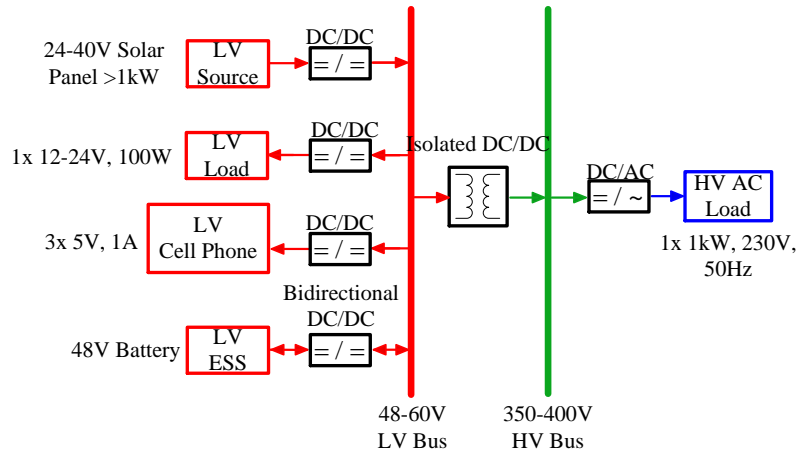 24-40V Solar
Panel >1kW
LV
Source
DC/DC
= / =
1x 12-24V, 100W
LV
Load
DC/DC
= / =
3x 5V, 1A
LV
Cell Phone
DC/DC
= / =
48V Battery
LV
ESS
Bidirectional
DC/DC
= / =
48-60V
LV Bus
Isolated DC/DC
350-400V
HV Bus
DC/AC
= / ~
HV AC
Load
1x 1kW, 230V,
50Hz